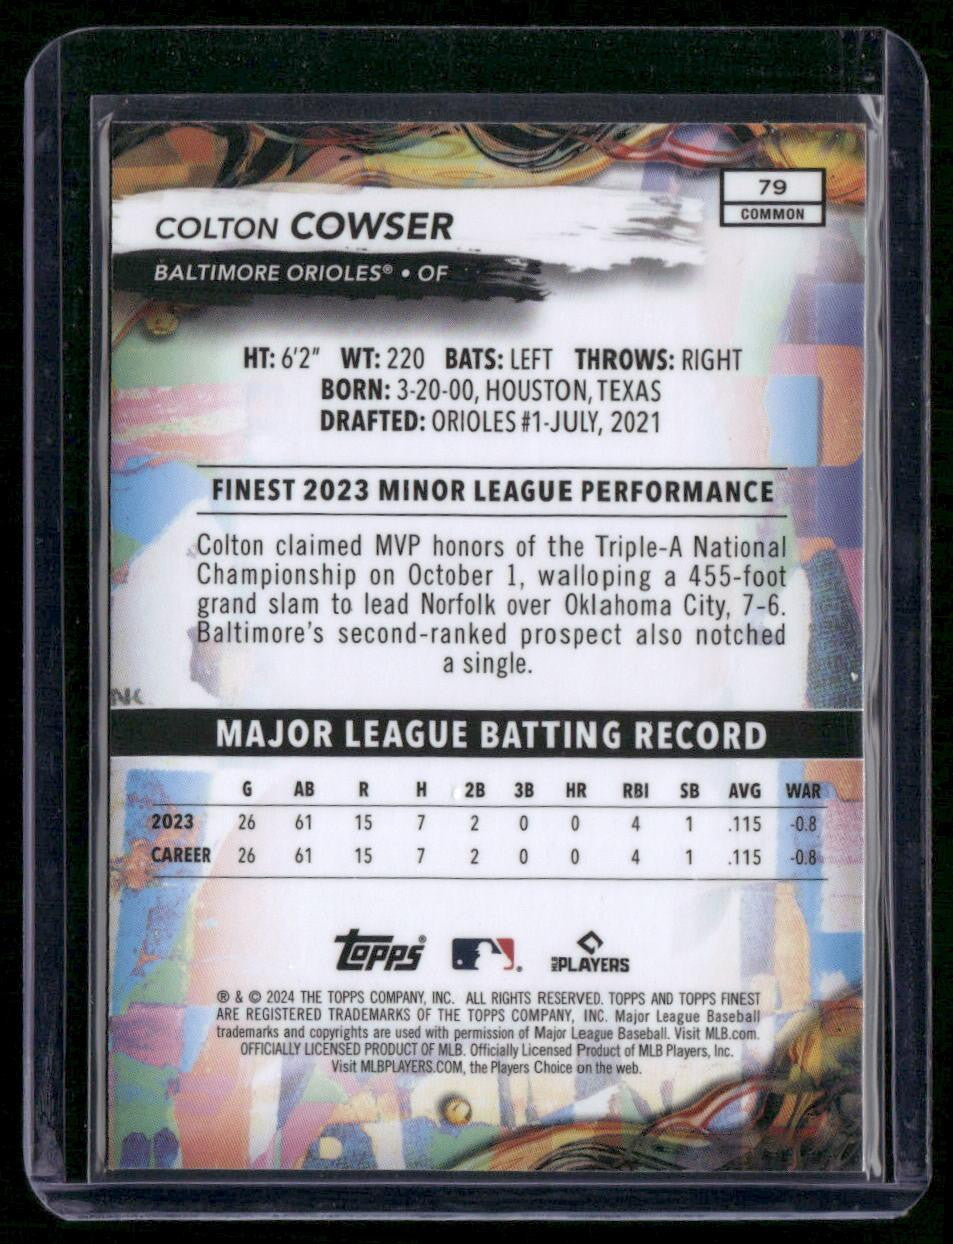 79
COMMON
COLTON COWSER
BALTIMORE ORIOLES® • OF
HT: 6'2" WT: 220 BATS: LEFT THROWS: RIGHT
BORN: 3-20-00, HOUSTON, TEXAS
DRAFTED: ORIOLES #1-JULY, 2021
FINEST 2023 MINOR LEAGUE PERFORMANCE
Colton claimed MVP honors of the Triple-A National
Championship on October 1, walloping a 455-foot
grand slam to lead Norfolk over Oklahoma City, 7-6.
Baltimore's second-ranked prospect also notched
a single.
MAJOR LEAGUE BATTING RECORD
G AB R H 2B 3B HR RBI SB AVG WAR
2023 26 61 15 7 2 0 0 4 1 .115 -0.8
CAREER 26 61 15 7 2 0 0 4 1 .115 -0.8
topps® MLB PLAYERS
® & © 2024 THE TOPPS COMPANY, INC. ALL RIGHTS RESERVED. TOPPS AND TOPPS FINEST
ARE REGISTERED TRADEMARKS OF THE TOPPS COMPANY, INC. Major League Baseball
trademarks and copyrights are used with permission of Major League Baseball. Visit MLB.com.
OFFICIALLY LICENSED PRODUCT OF MLB. Officially Licensed Product of MLB Players, Inc.
Visit MLBPLAYERS.COM, the Players Choice on the web.